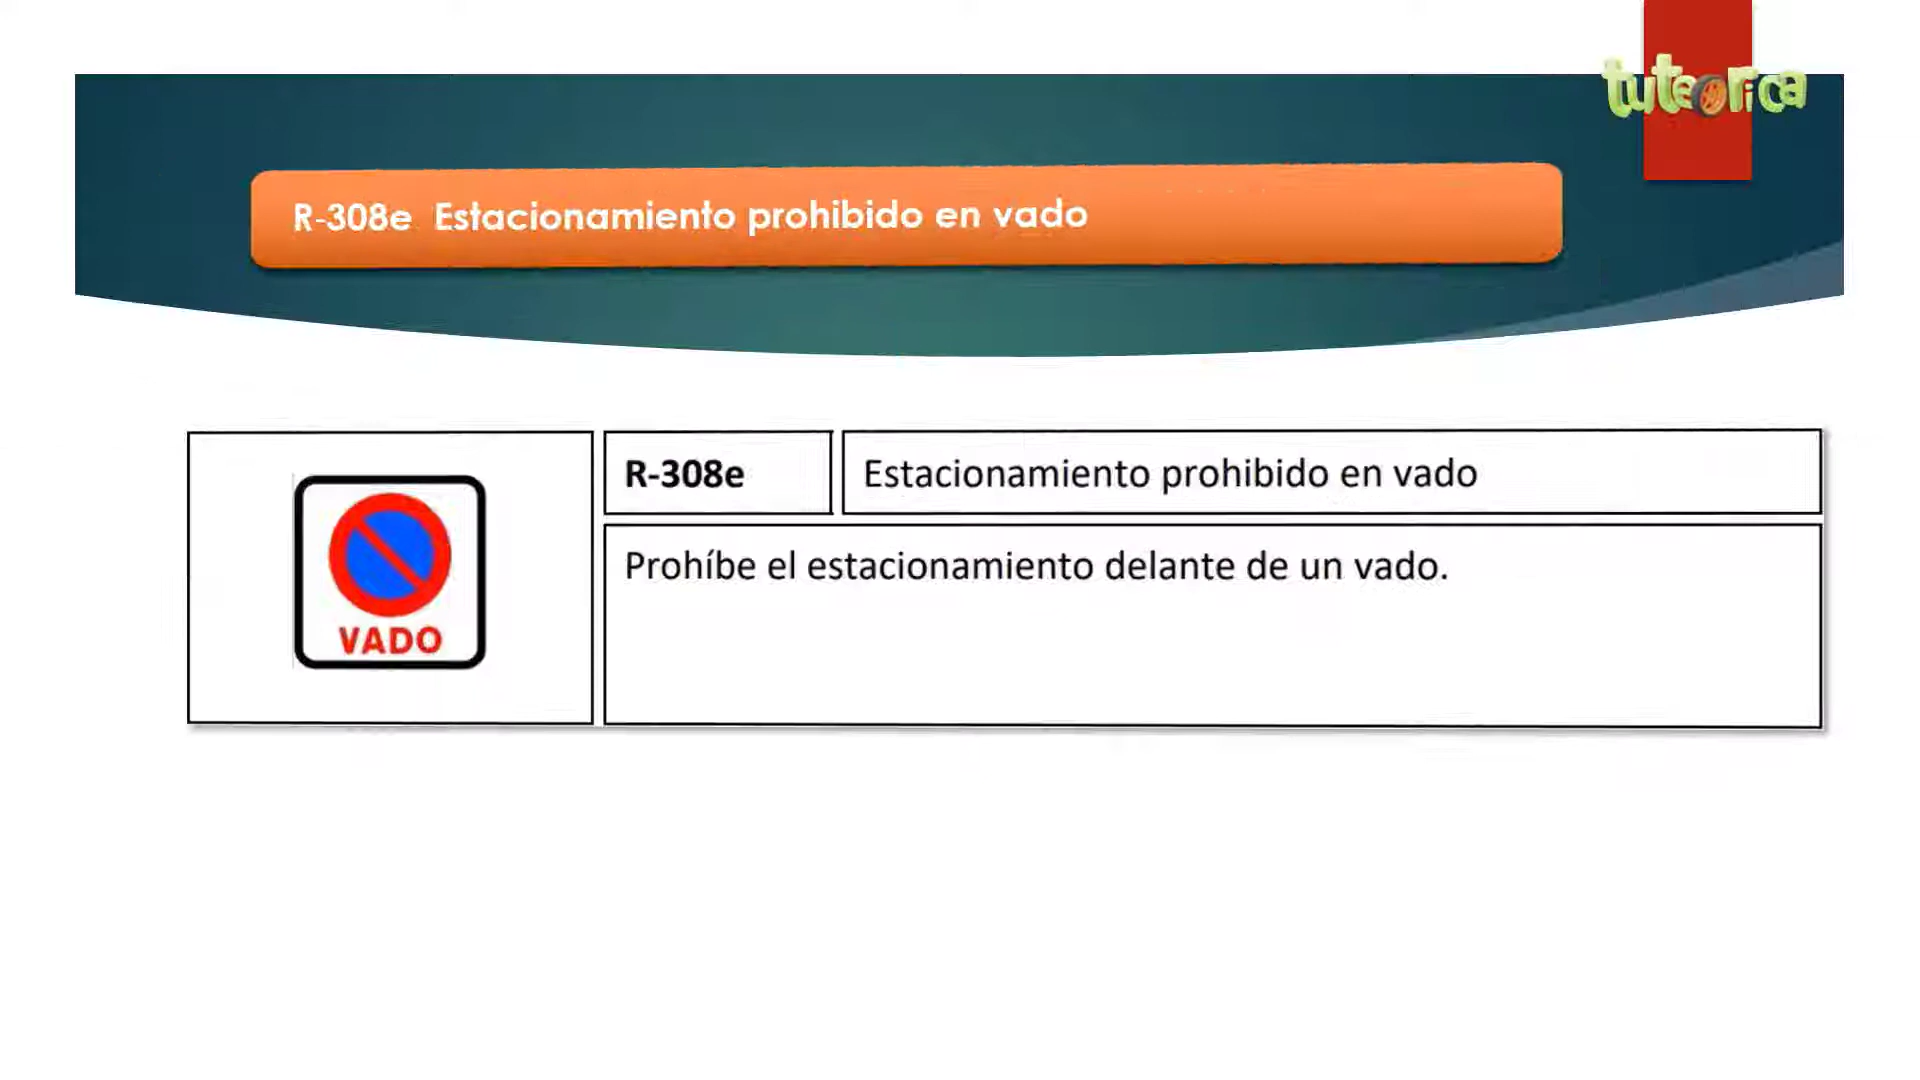 tuteorica
R-308e Estacionamiento prohibido en vado
R-308e
Estacionamiento prohibido en vado
Prohíbe el estacionamiento delante de un vado.
VADO